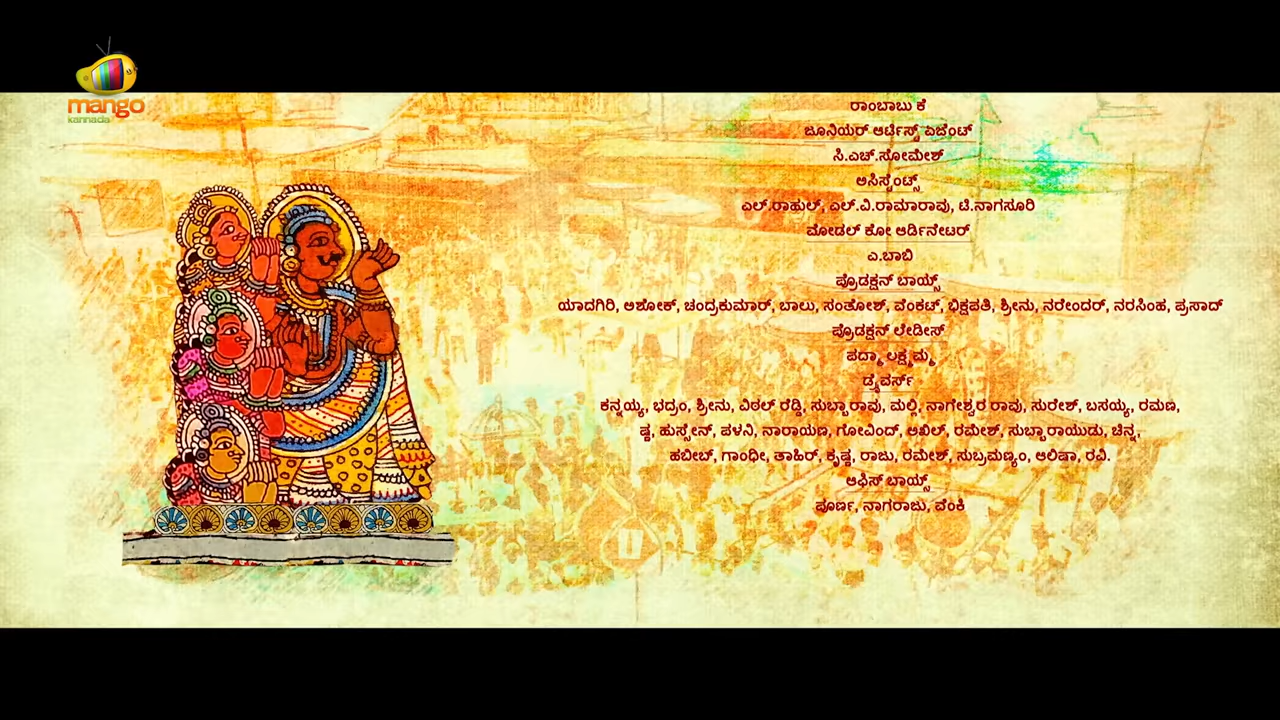 mango
kannada
ರಾಂಬಾಬು ಕೆ
ಜೂನಿಯರ್ ಆರ್ಟಿಸ್ಟ್ ಏಜೆಂಟ್
ಸಿ.ಎಚ್.ಸೋಮೇಶ್
ಅಸಿಸ್ಟೆಂಟ್ಸ್
ಎಲ್.ರಾಹುಲ್, ಎಲ್.ವಿ.ರಾಮಾರಾವು, ಟಿ.ನಾಗಸೂರಿ
ಮೋಡಲ್ ಕೋ ಆರ್ಡಿನೇಟರ್
ಎ.ಬಾಬಿ
ಪ್ರೊಡಕ್ಷನ್ ಬಾಯ್ಸ್
ಯಾದಗಿರಿ, ಅಶೋಕ್, ಚಂದ್ರಕುಮಾರ್, ಬಾಲು, ಸಂತೋಶ್, ವೆಂಕಟ್, ಭಿಕ್ಷಪತಿ, ಶ್ರೀನು, ನರೇಂದರ್, ನರಸಿಂಹ, ಪ್ರಸಾದ್
ಪ್ರೊಡಕ್ಷನ್ ಲೇಡೀಸ್
ಪದ್ಮಾ ಲಕ್ಷ್ಮಮ್ಮ
ಡ್ರೈವರ್ಸ್
ಕನ್ನಯ್ಯ, ಭದ್ರಂ, ಶ್ರೀನು, ವಿಠಲ್ ರೆಡ್ಡಿ, ಸುಬ್ಬಾರಾವು, ಮಲ್ಲಿ, ನಾಗೇಶ್ವರ ರಾವು, ಸುರೇಶ್, ಬಸಯ್ಯ, ರಮಣ,
ಷ, ಹುಸ್ಸೇನ್, ಪಳನಿ, ನಾರಾಯಣ, ಗೋವಿಂದ್, ಅಖಿಲ್, ರಮೇಶ್, ಸುಬ್ಬಾರಾಯುಡು, ಚಿನ್ನ,
ಹಬೀಬ್, ಗಾಂಧೀ, ತಾಹಿರ್, ಕೃಷ್ಣ, ರಾಜು, ರಮೇಶ್, ಸುಬ್ರಮಣ್ಯಂ, ಆಲಿಷಾ, ರವಿ.
ಆಫಿಸ್ ಬಾಯ್ಸ್
ಪೂರ್ಣ, ನಾಗರಾಜು, ವೆಂಕಿ